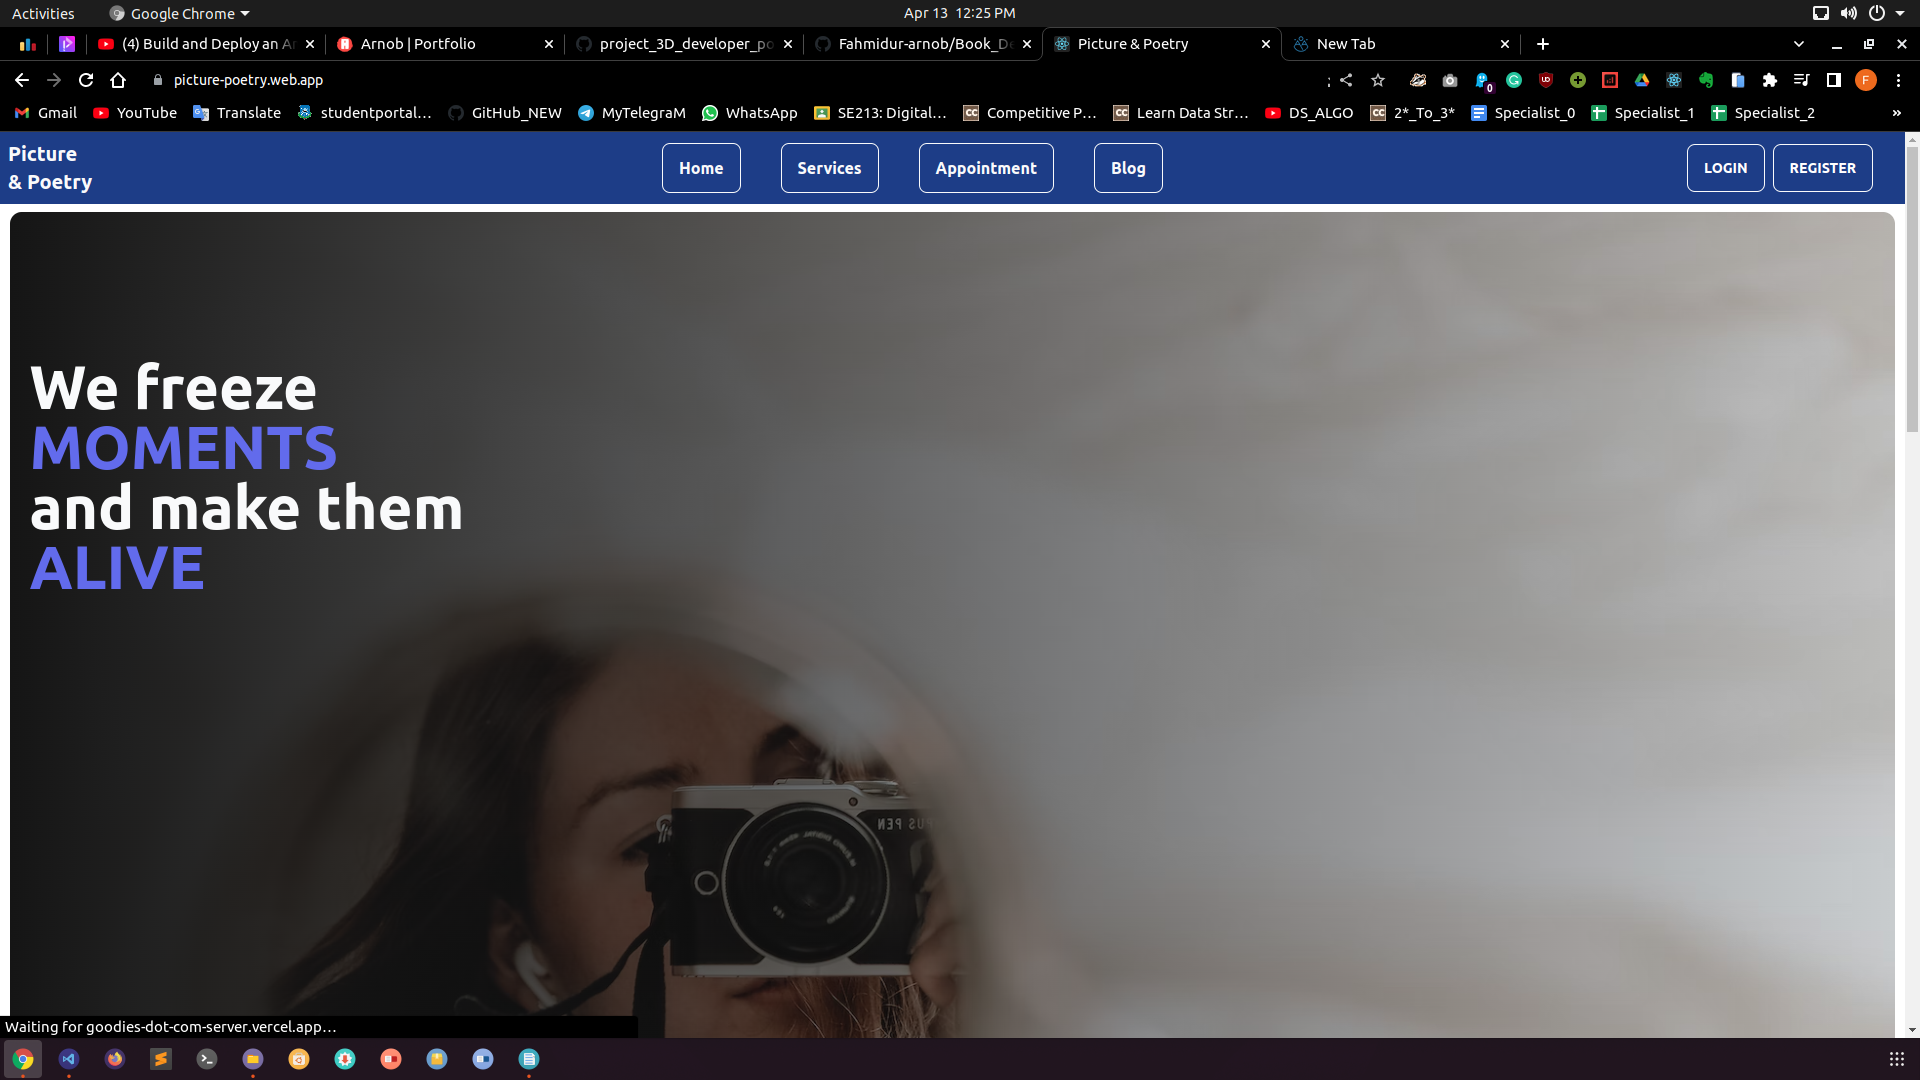 Activities
Google Chrome
Apr 13 12:25 PM
(4) Build and Deploy an A
Arnob | Portfolio
project_3D_developer_po
Fahmidur-arnob/Book_De
Picture & Poetry
New Tab
picture-poetry.web.app
0
F
Gmail
YouTube
Translate
studentportal...
GitHub_NEW
MyTelegraM
WhatsApp
SE213: Digital...
Competitive P...
Learn Data Str...
DS_ALGO
2*_To_3*
Specialist_0
Specialist_1
Specialist_2
»
Picture
& Poetry
Home
Services
Appointment
Blog
LOGIN
REGISTER
We freeze
MOMENTS
and make them
ALIVE
Waiting for goodies-dot-com-server.vercel.app...